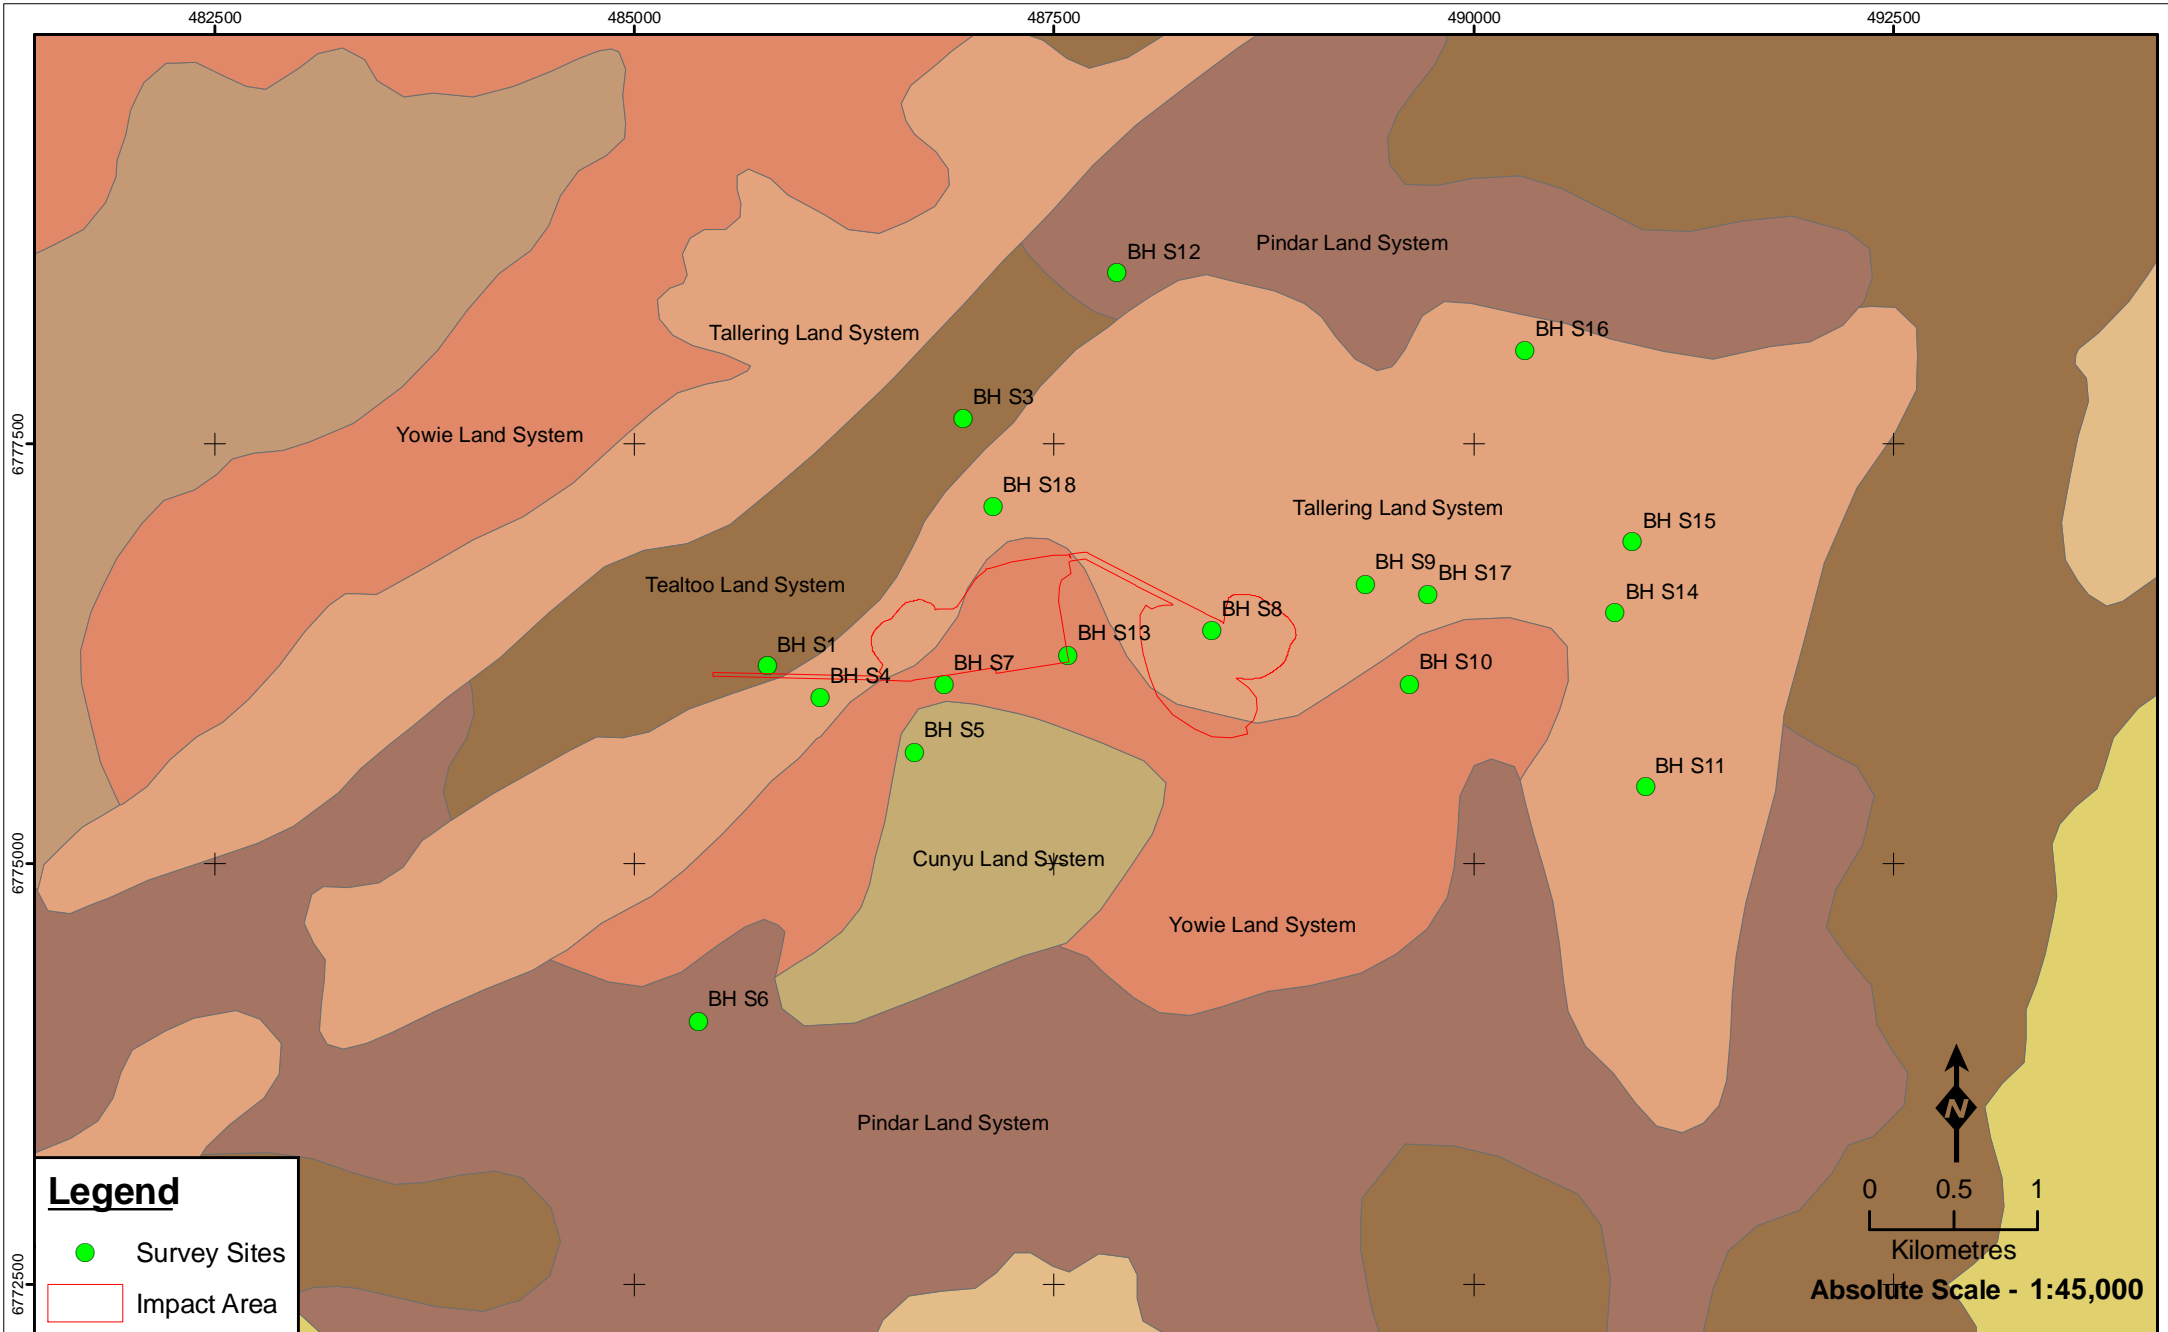 482500
485000
487500
490000
492500
BH S12
Pindar Land System
BH S16
Tallering Land System
BH S3
Yowie Land System
6777500
BH S18
Tallering Land System
BH S15
BH S9
BH S17
Tealtoo Land System
BH S14
BH S8
BH S13
BH S1
BH S7
BH S10
BH S4
BH S5
BH S11
Cunyu Land System
6775000
Yowie Land System
BH S6
Pindar Land System
N
Legend
Survey Sites
Impact Area
6772500
0 0.5 1
Kilometres
Absolute Scale - 1:45,000